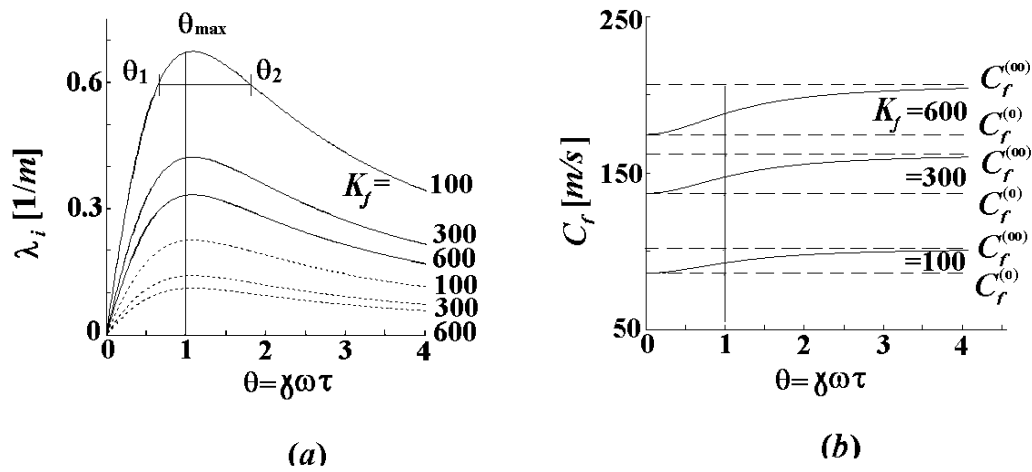 θmax
θ1
θ2
0.6
λi [1/m]
Kf =
100
0.3
300
600
100
300
600
0
0
1
2
3
4
θ=γωτ
(a)
250
Cf(∞)
Kf =600
Cf(0)
Cf(∞)
150
=300
Cf [m/s]
Cf(0)
Cf(∞)
=100
Cf(0)
50
0
1
2
3
4
θ=γωτ
(b)